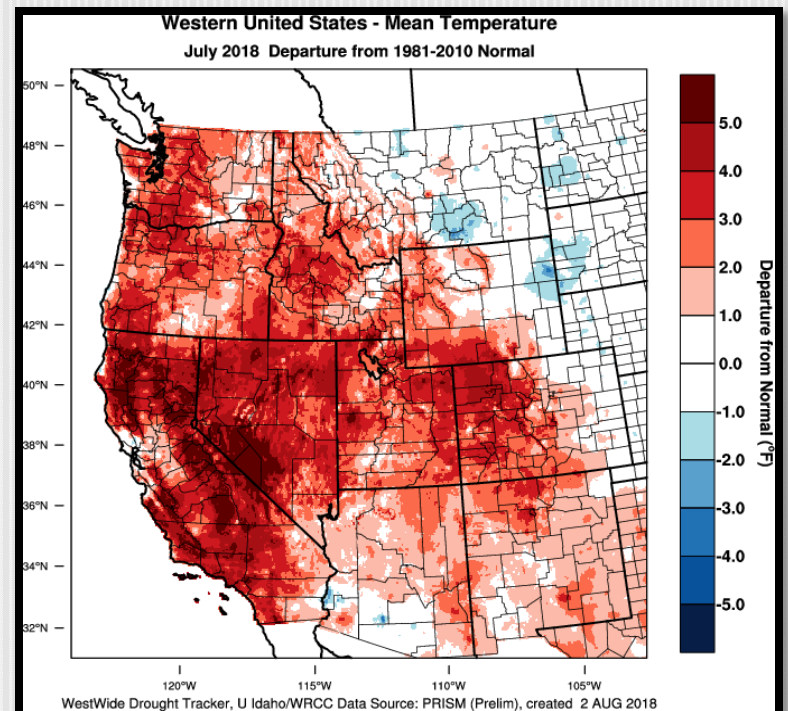 Western United States - Mean Temperature
July 2018 Departure from 1981-2010 Normal
50°N
48°N
46°N
44°N
42°N
40°N
38°N
36°N
34°N
32°N
120°W 115°W 110°W 105°W
5.0
4.0
3.0
2.0
1.0
0.0
-1.0
-2.0
-3.0
-4.0
-5.0
Departure from Normal (°F)
WestWide Drought Tracker, U Idaho/WRCC Data Source: PRISM (Prelim), created 2 AUG 2018